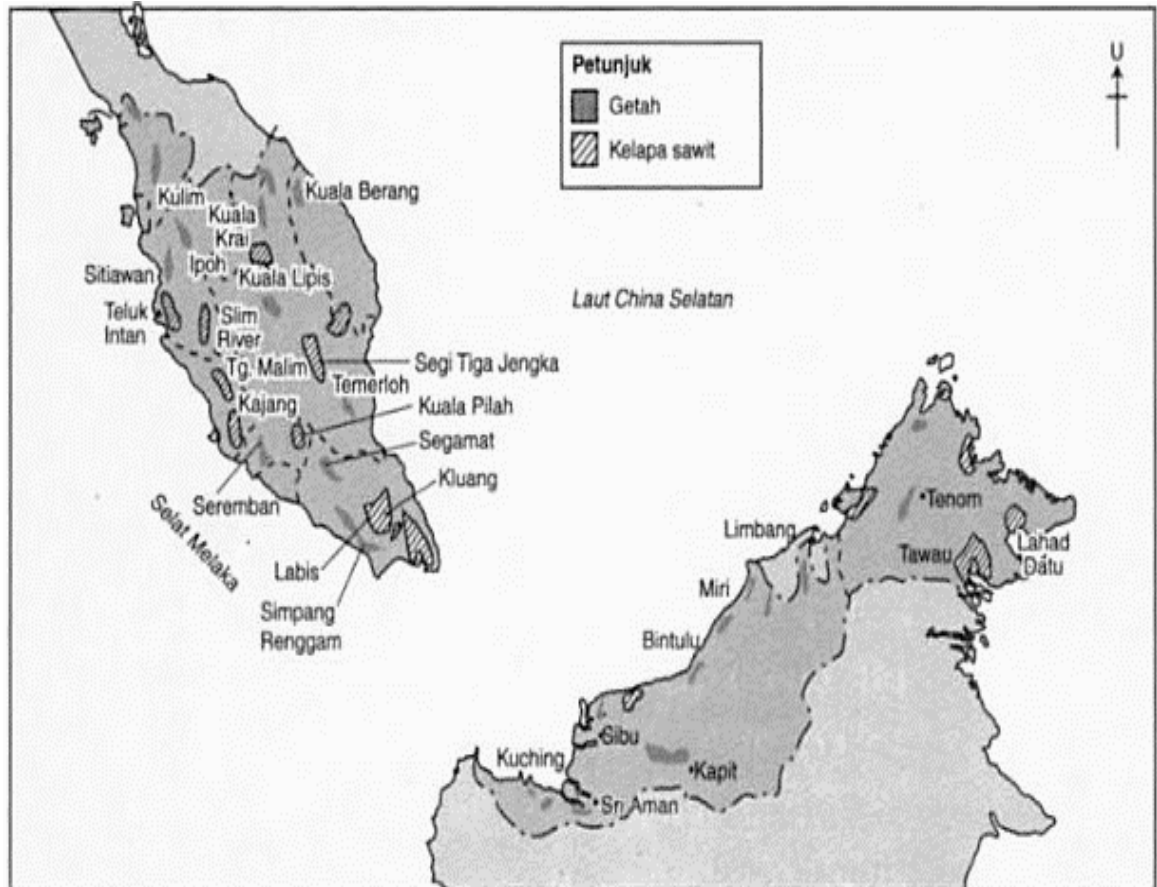 Petunjuk
Getah
Kelapa sawit
U
Kulim
Kuala Berang
Kuala
Krai
Ipoh
Kuala Lipis
Sitiawan
Teluk
Intan
Slim
River
Laut China Selatan
Tg. Malim
Segi Tiga Jengka
Temerloh
Kajang
Kuala Pilah
Segamat
Kluang
Seremban
Selat Melaka
Labis
Simpang
Renggam
Limbang
Tenom
Lahad
Datu
Tawau
Miri
Bintulu
Sibu
Kuching
Kapit
Sri Aman